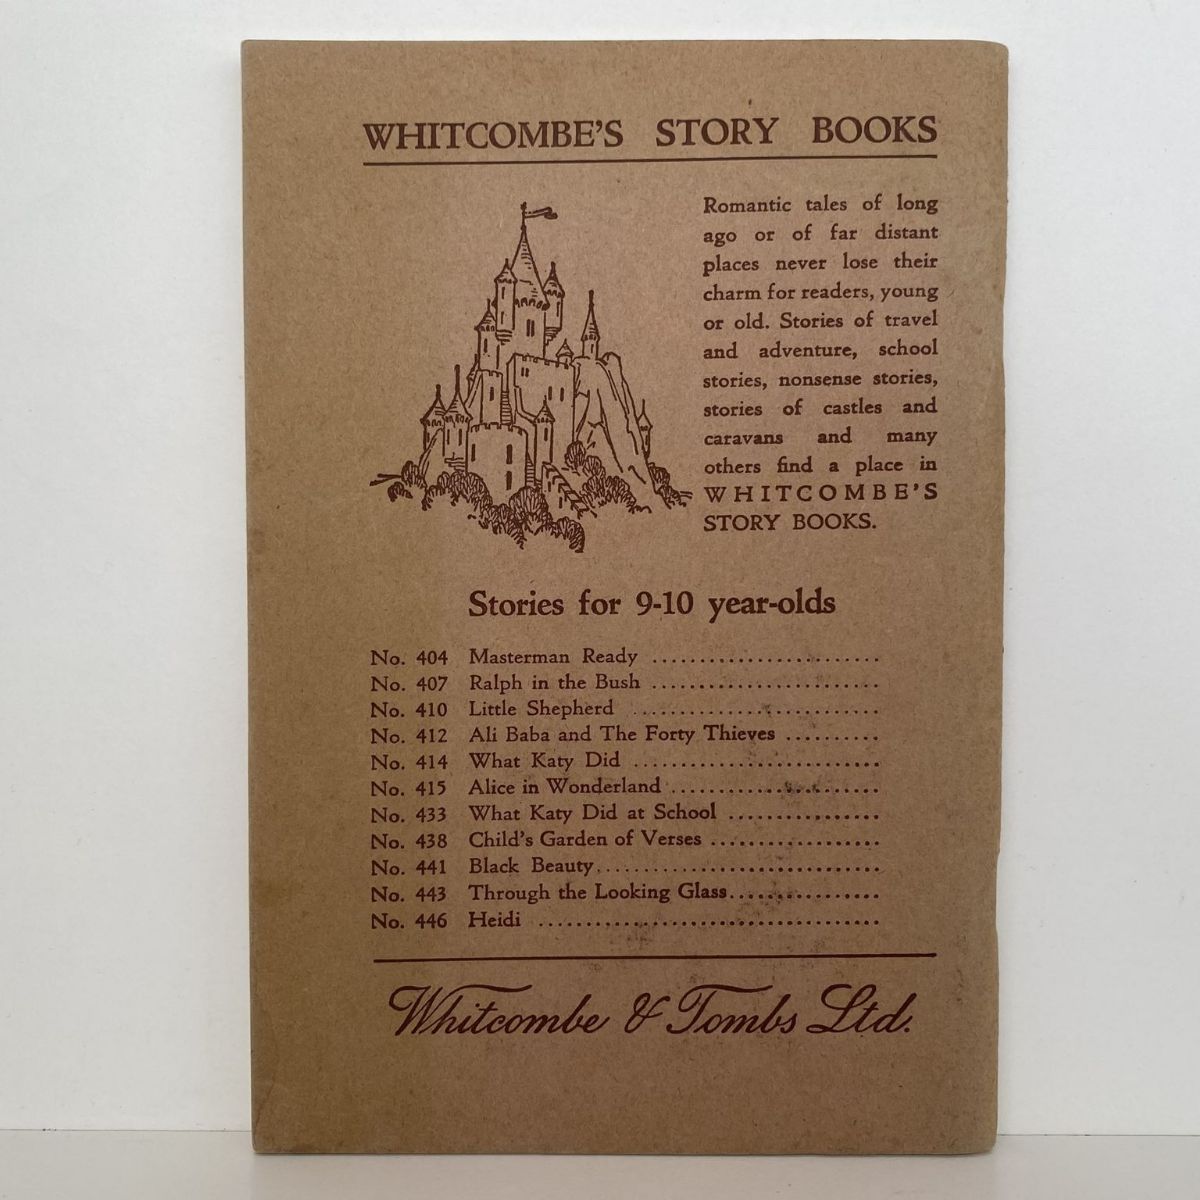 WHITCOMBE'S STORY BOOKS
Romantic tales of long
ago or of far distant
places never lose their
charm for readers, young
or old. Stories of travel
and adventure, school
stories, nonsense stories,
stories of castles and
caravans and many
others find a place in
WHITCOMBE'S
STORY BOOKS.
Stories for 9-10 year-olds
No. 404 Masterman Ready ........................
No. 407 Ralph in the Bush ........................
No. 410 Little Shepherd ..........................
No. 412 Ali Baba and The Forty Thieves ..........
No. 414 What Katy Did ..........................
No. 415 Alice in Wonderland ......................
No. 433 What Katy Did at School ................
No. 438 Child's Garden of Verses ..................
No. 441 Black Beauty..............................
No. 443 Through the Looking Glass................
No. 446 Heidi ....................................
Whitcombe & Tombs Ltd.